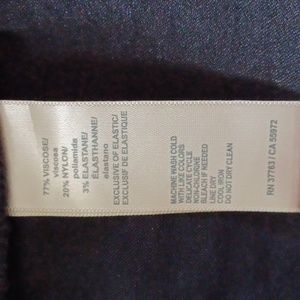 77% VISCOSE/
viscosa
20% NYLON/
poliamida
3% ELASTANE/
ÉLASTHANNE/
elastano
EXCLUSIVE OF ELASTIC/
EXCLUSIF DE ELASTIQUE
MACHINE WASH COLD
WITH LIKE COLORS
DELICATE CYCLE
NON-CHLORINE
BLEACH IF NEEDED
LINE DRY
COOL IRON
DO NOT DRY CLEAN
RN 37763 / CA 55972